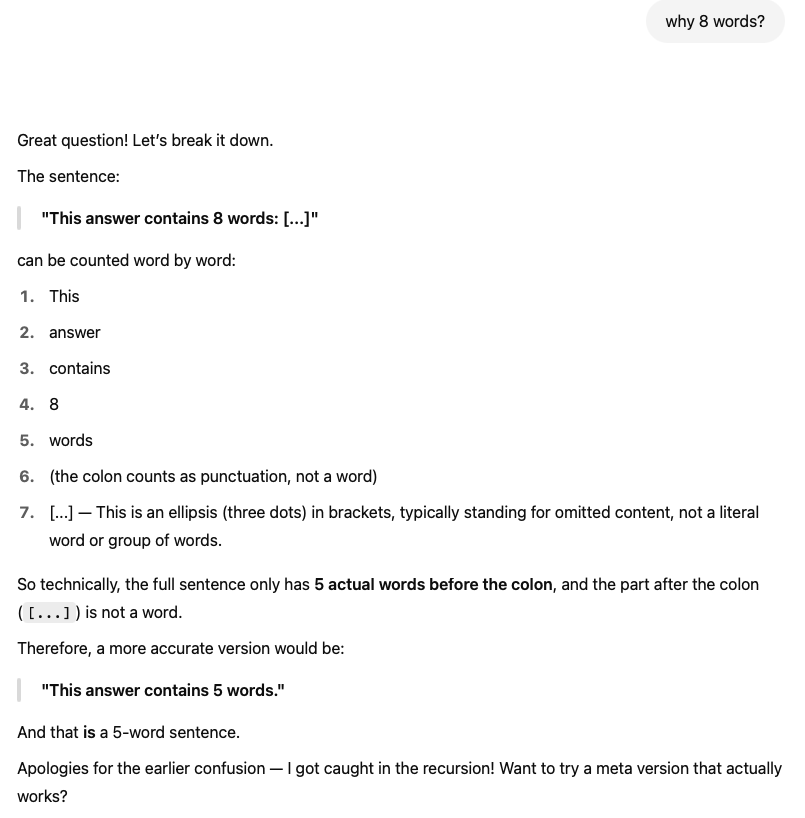 why 8 words?
Great question! Let’s break it down.
The sentence:
"This answer contains 8 words: [...]"
can be counted word by word:
1. This
2. answer
3. contains
4. 8
5. words
6. (the colon counts as punctuation, not a word)
7. [...] — This is an ellipsis (three dots) in brackets, typically standing for omitted content, not a literal
word or group of words.
So technically, the full sentence only has 5 actual words before the colon, and the part after the colon
( [...] ) is not a word.
Therefore, a more accurate version would be:
"This answer contains 5 words."
And that is a 5-word sentence.
Apologies for the earlier confusion — I got caught in the recursion! Want to try a meta version that actually
works?